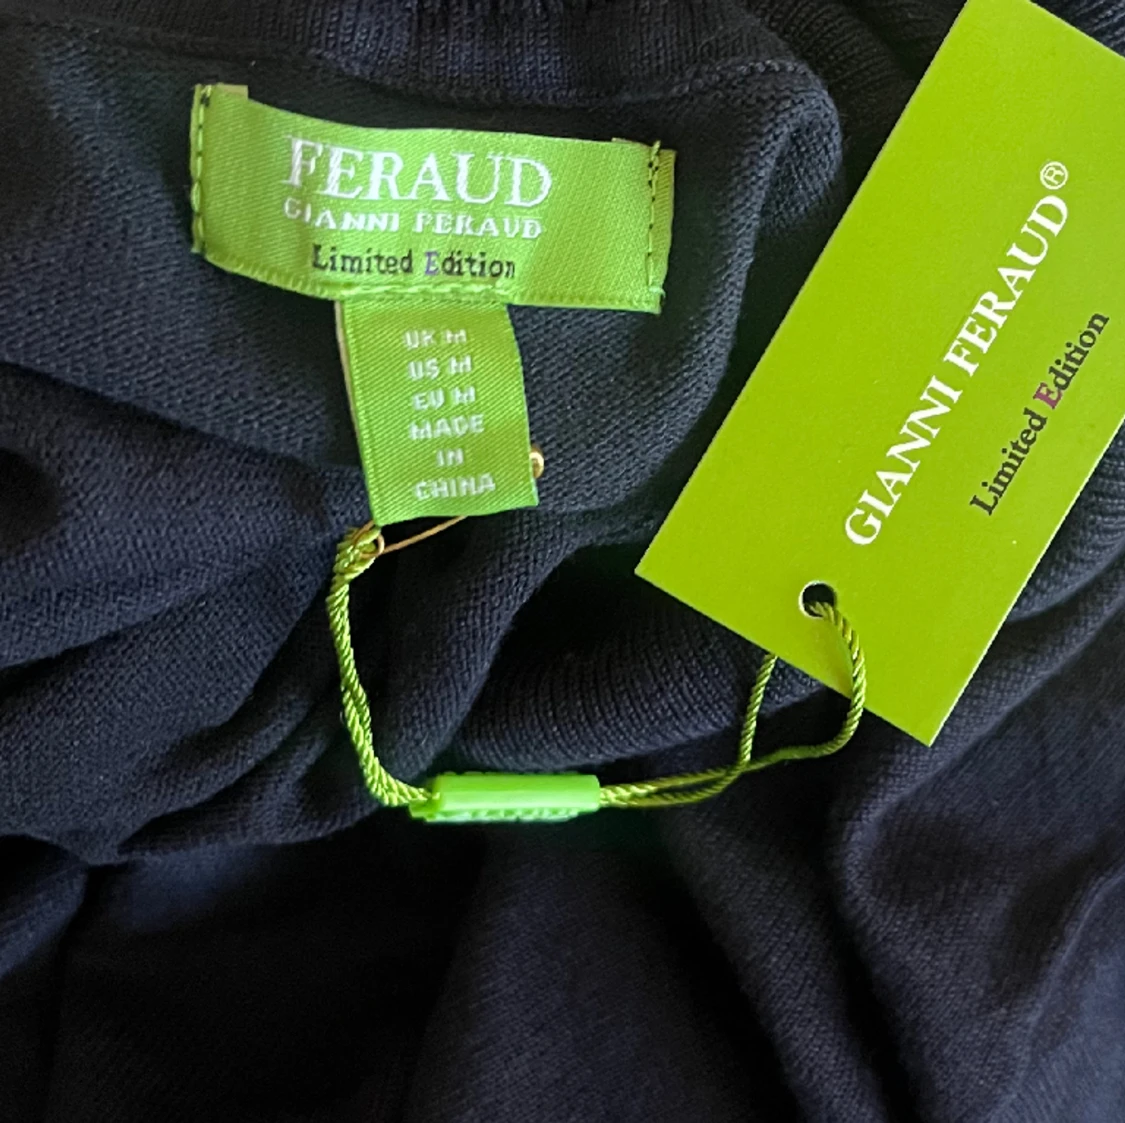 FERAUD
GIANNI FERAUD
Limited Edition
UK M
US M
EU M
MADE
IN
CHINA
GIANNI FERAUD®
Limited Edition